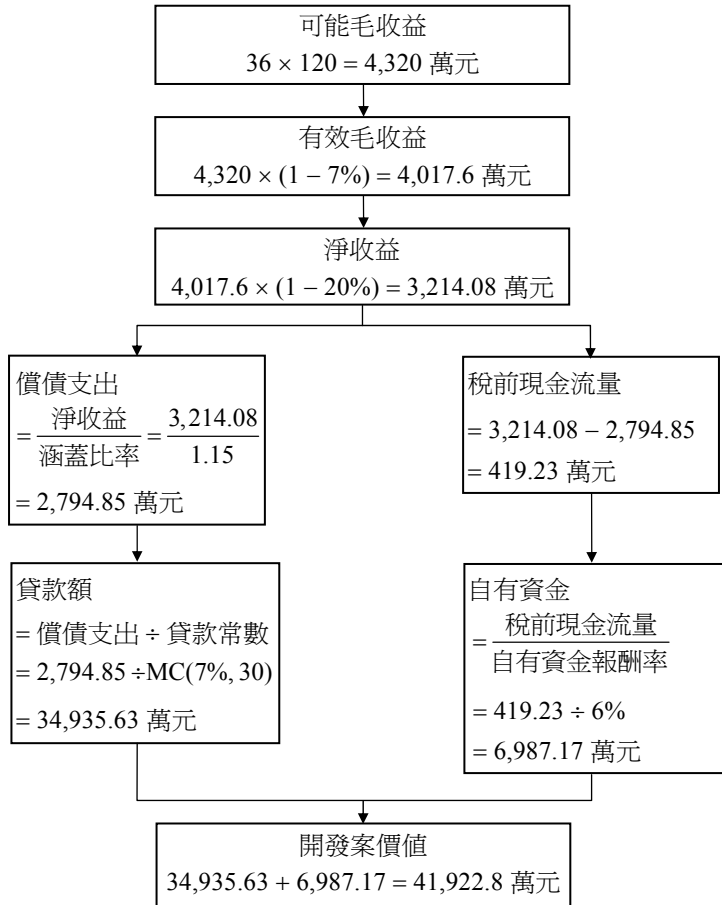 可能毛收益
36 × 120 = 4,320 萬元
有效毛收益
4,320 × (1 − 7%) = 4,017.6 萬元
淨收益
4,017.6 × (1 − 20%) = 3,214.08 萬元
償債支出
= 淨收益 / 涵蓋比率 = 3,214.08 / 1.15
= 2,794.85 萬元
稅前現金流量
= 3,214.08 − 2,794.85
= 419.23 萬元
貸款額
= 償債支出 ÷ 貸款常數
= 2,794.85 ÷MC(7%, 30)
= 34,935.63 萬元
自有資金
= 稅前現金流量 / 自有資金報酬率
= 419.23 ÷ 6%
= 6,987.17 萬元
開發案價值
34,935.63 + 6,987.17 = 41,922.8 萬元